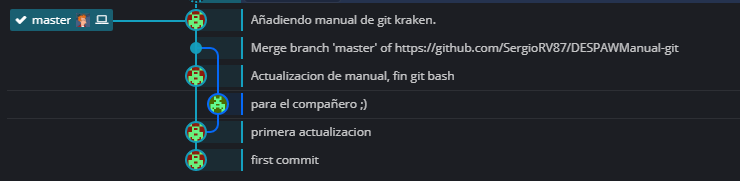 master
Añadiendo manual de git kraken.
Merge branch 'master' of https://github.com/SergioRV87/DESPAWManual-git
Actualizacion de manual, fin git bash
para el compañero ;)
primera actualizacion
first commit